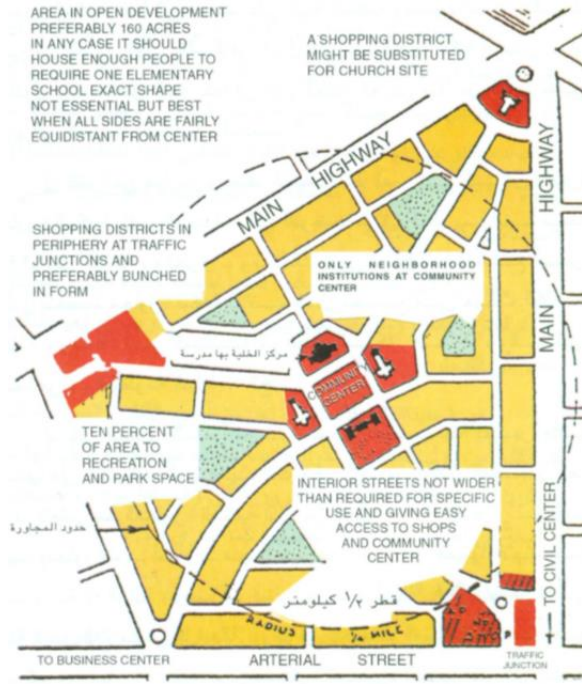 AREA IN OPEN DEVELOPMENT
PREFERABLY 160 ACRES
IN ANY CASE IT SHOULD
HOUSE ENOUGH PEOPLE TO
REQUIRE ONE ELEMENTARY
SCHOOL EXACT SHAPE
NOT ESSENTIAL BUT BEST
WHEN ALL SIDES ARE FAIRLY
EQUIDISTANT FROM CENTER
A SHOPPING DISTRICT
MIGHT BE SUBSTITUTED
FOR CHURCH SITE
MAIN HIGHWAY
HIGHWAY
MAIN
SHOPPING DISTRICTS IN
PERIPHERY AT TRAFFIC
JUNCTIONS AND
PREFERABLY BUNCHED
IN FORM
ONLY NEIGHBORHOOD
INSTITUTIONS AT COMMUNITY
CENTER
مركز الخلية بها مدرسة
COMMUNITY
CENTER
TEN PERCENT
OF AREA TO
RECREATION
AND PARK SPACE
INTERIOR STREETS NOT WIDER
THAN REQUIRED FOR SPECIFIC
USE AND GIVING EASY
ACCESS TO SHOPS
AND COMMUNITY
CENTER
حدود المجاورة
قطر ١/٢ كيلومتر
TO CIVIL CENTER
RADIUS 1/4 MILE
SHOP
TO BUSINESS CENTER
ARTERIAL STREET
TRAFFIC
JUNCTION